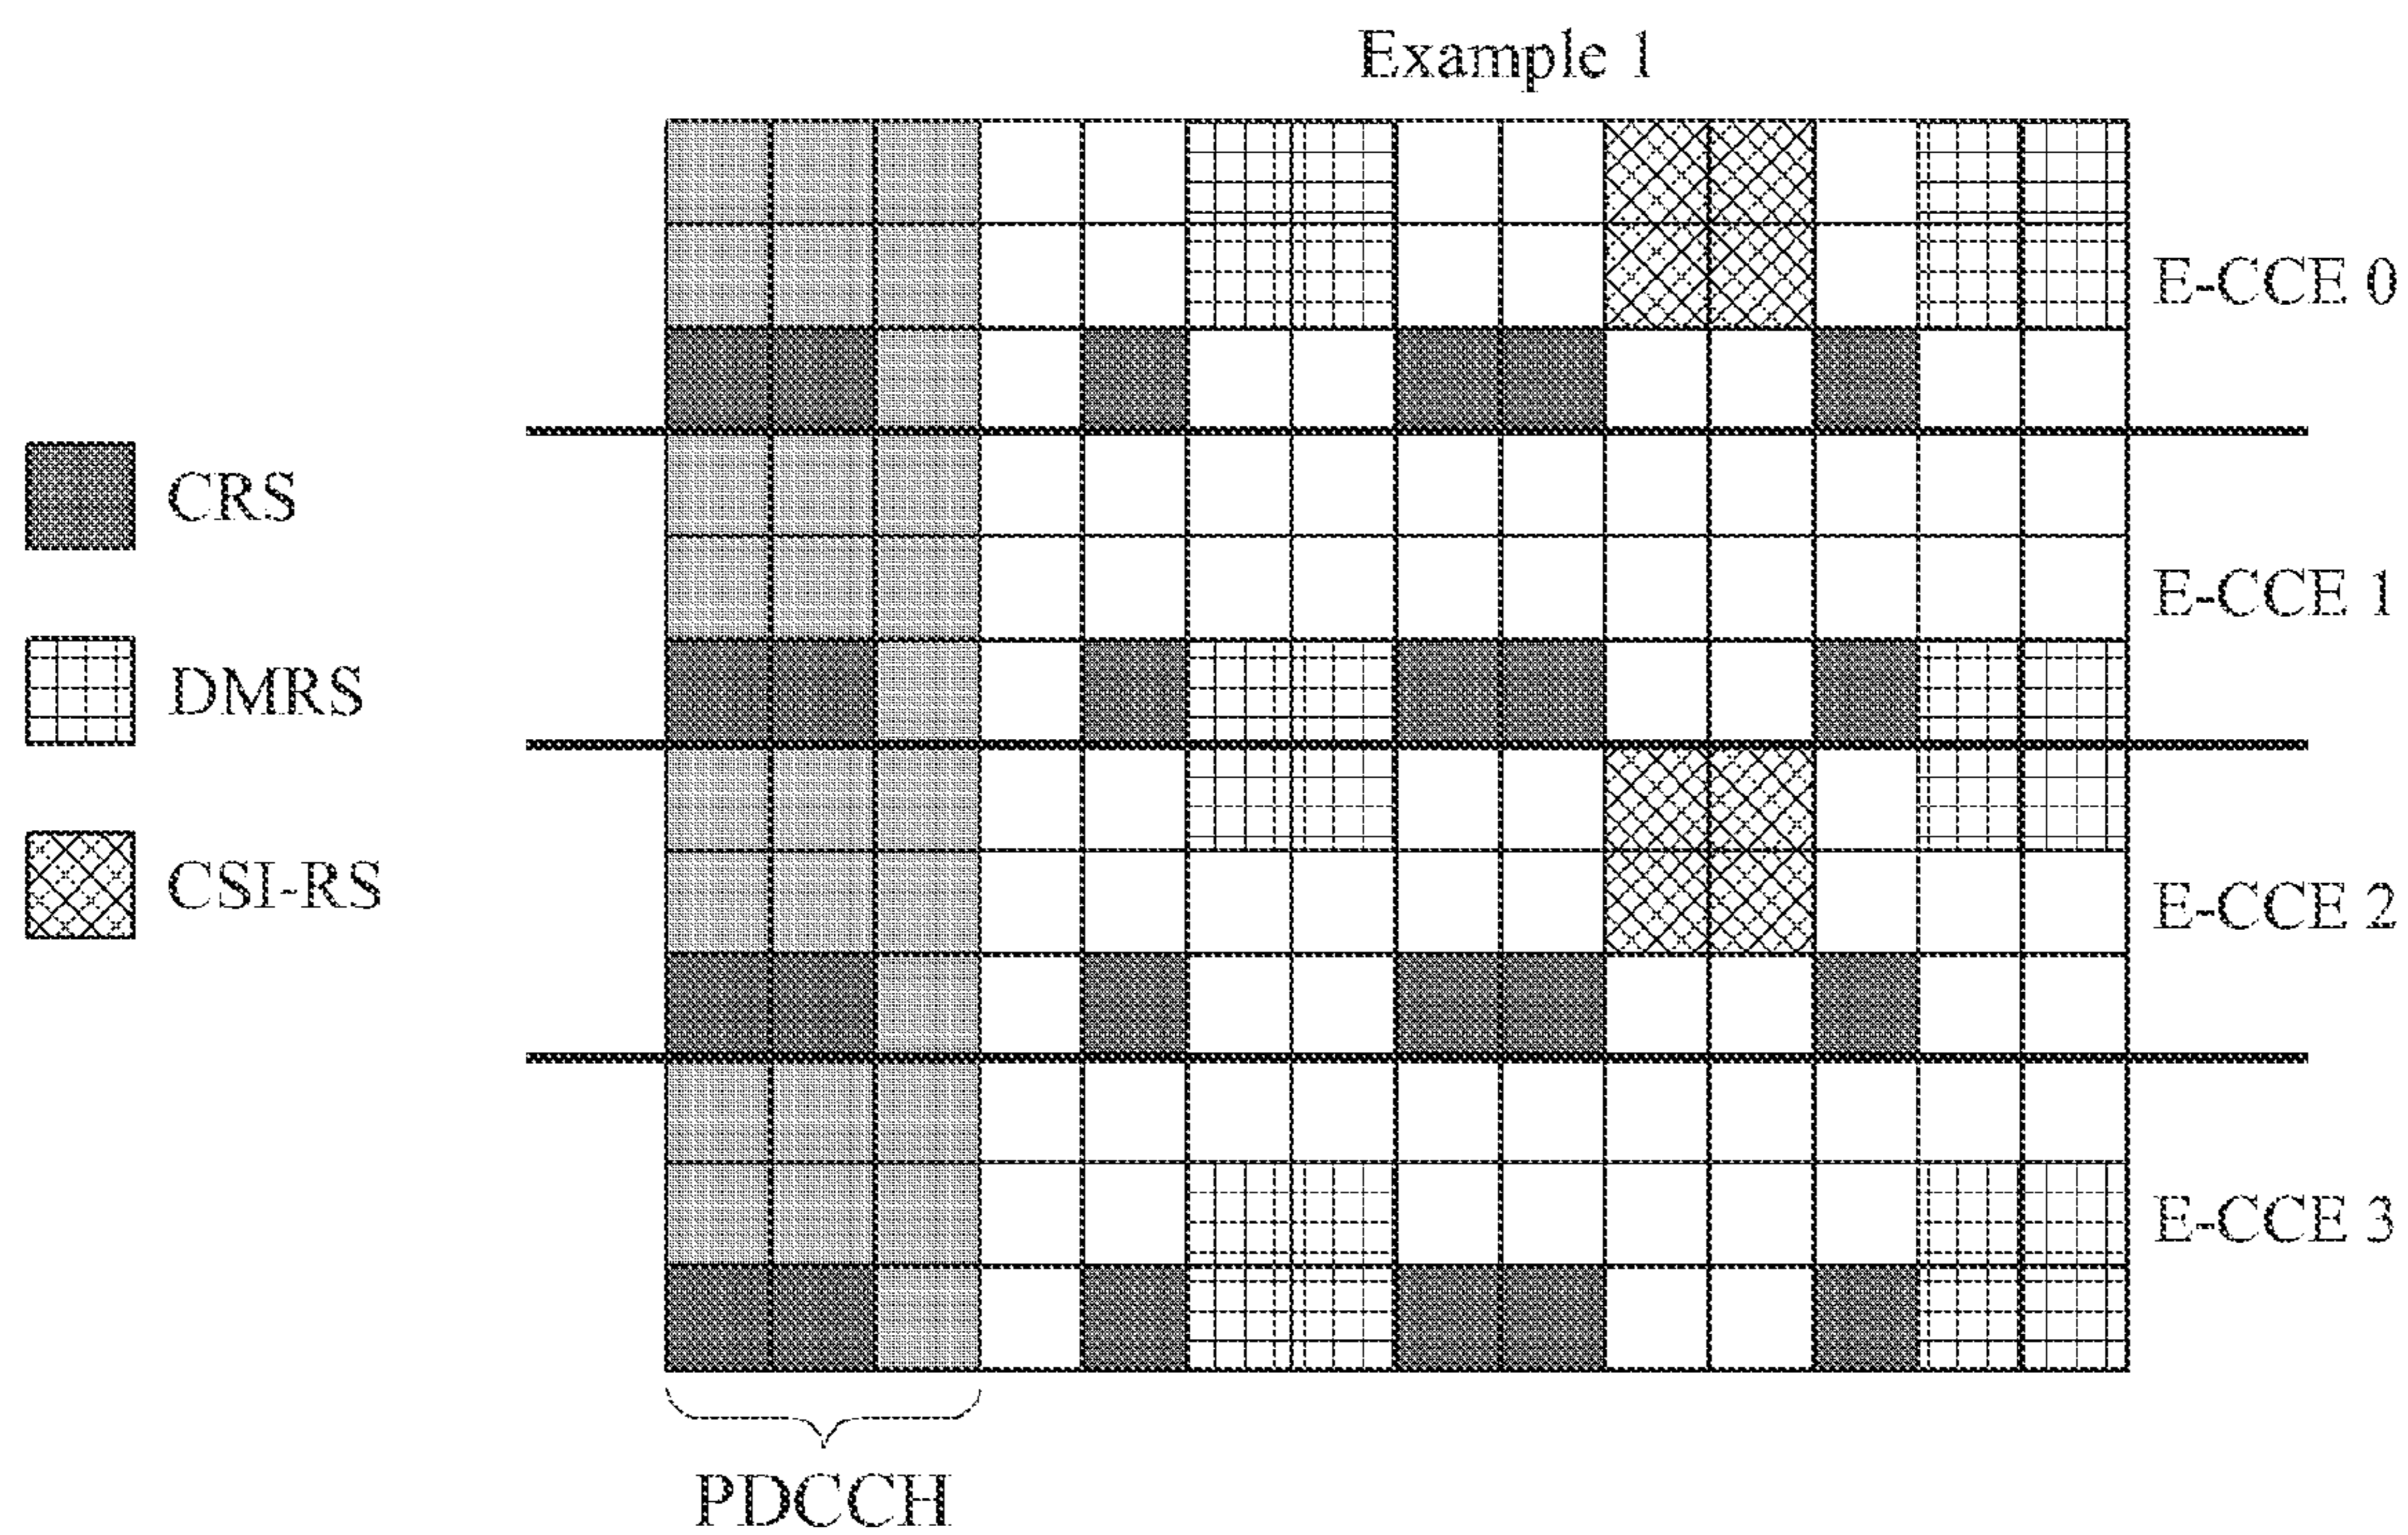 Example 1
E-CCE 0
CRS
E-CCE 1
DMRS
CSI-RS
E-CCE 2
E-CCE 3
PDCCH